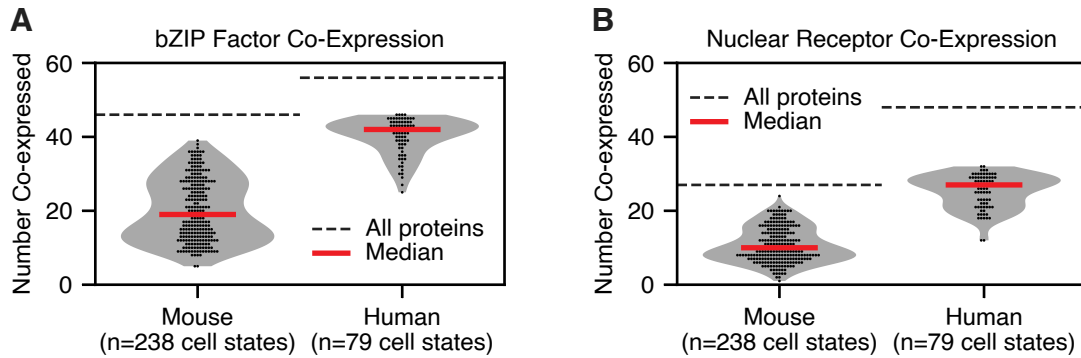 A
bZIP Factor Co-Expression
Number Co-expressed
60
40
20
0
All proteins
Median
Mouse
(n=238 cell states)
Human
(n=79 cell states)
B
Nuclear Receptor Co-Expression
Number Co-expressed
60
40
20
0
All proteins
Median
Mouse
(n=238 cell states)
Human
(n=79 cell states)